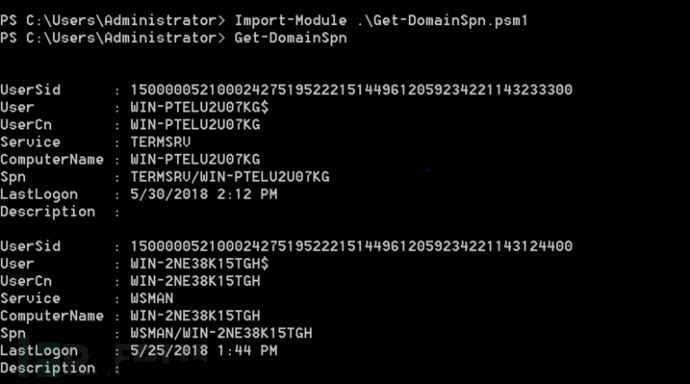 PS C:\Users\Administrator> Import-Module .\Get-DomainSpn.psm1
PS C:\Users\Administrator> Get-DomainSpn
UserSid : 15000005210002427519522215144961205923422114323300
User : WIN-PTELU2U07KG$
UserCn : WIN-PTELU2U07KG
Service : TERMSRV
ComputerName : WIN-PTELU2U07KG
Spn : TERMSRV/WIN-PTELU2U07KG
LastLogon : 5/30/2018 2:12 PM
Description :
UserSid : 15000005210002427519522215144961205923422114312440​0
User : WIN-2NE38K15TGH$
UserCn : WIN-2NE38K15TGH
Service : WSMAN
ComputerName : WIN-2NE38K15TGH
Spn : WSMAN/WIN-2NE38K15TGH
LastLogon : 5/25/2018 1:44 PM
Description :